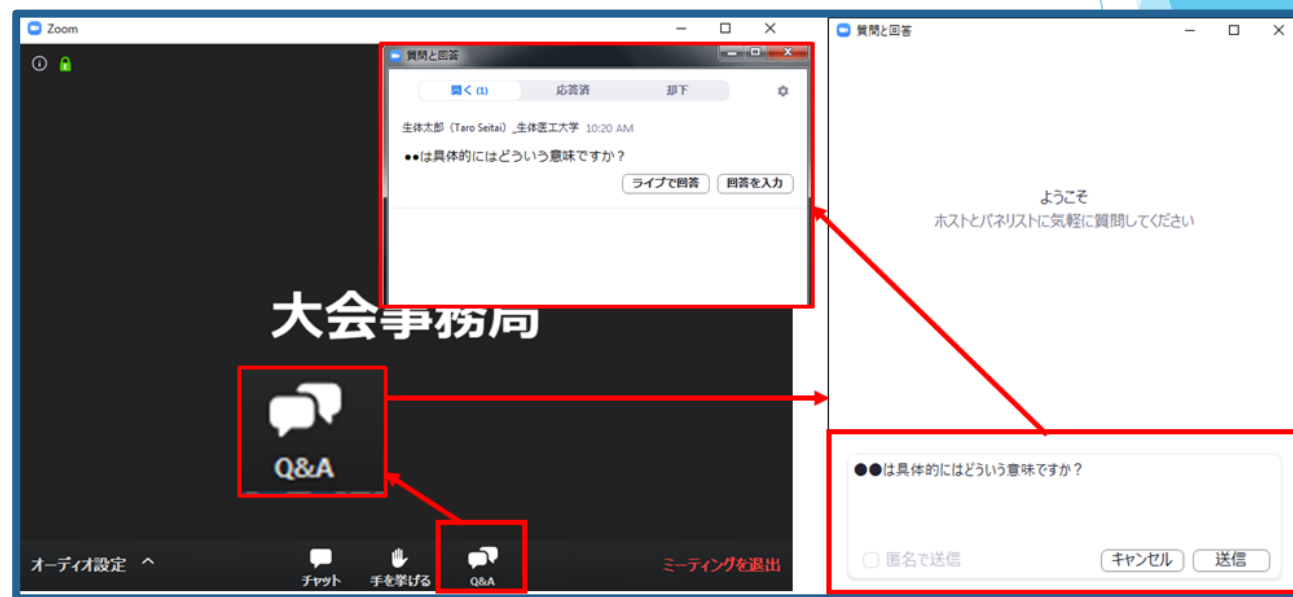 Zoom
質問と回答
開く (1) 応答済 却下
生体太郎（Taro Seitai）_生体医工大学 10:20 AM
●●は具体的にはどういう意味ですか？
ライブで回答 回答を入力
大会事務局
Q&A
オーディオ設定
チャット 手を挙げる Q&A
ミーティングを退出
質問と回答
ようこそ
ホストとパネリストに気軽に質問してください
●●は具体的にはどういう意味ですか？
匿名で送信 キャンセル 送信